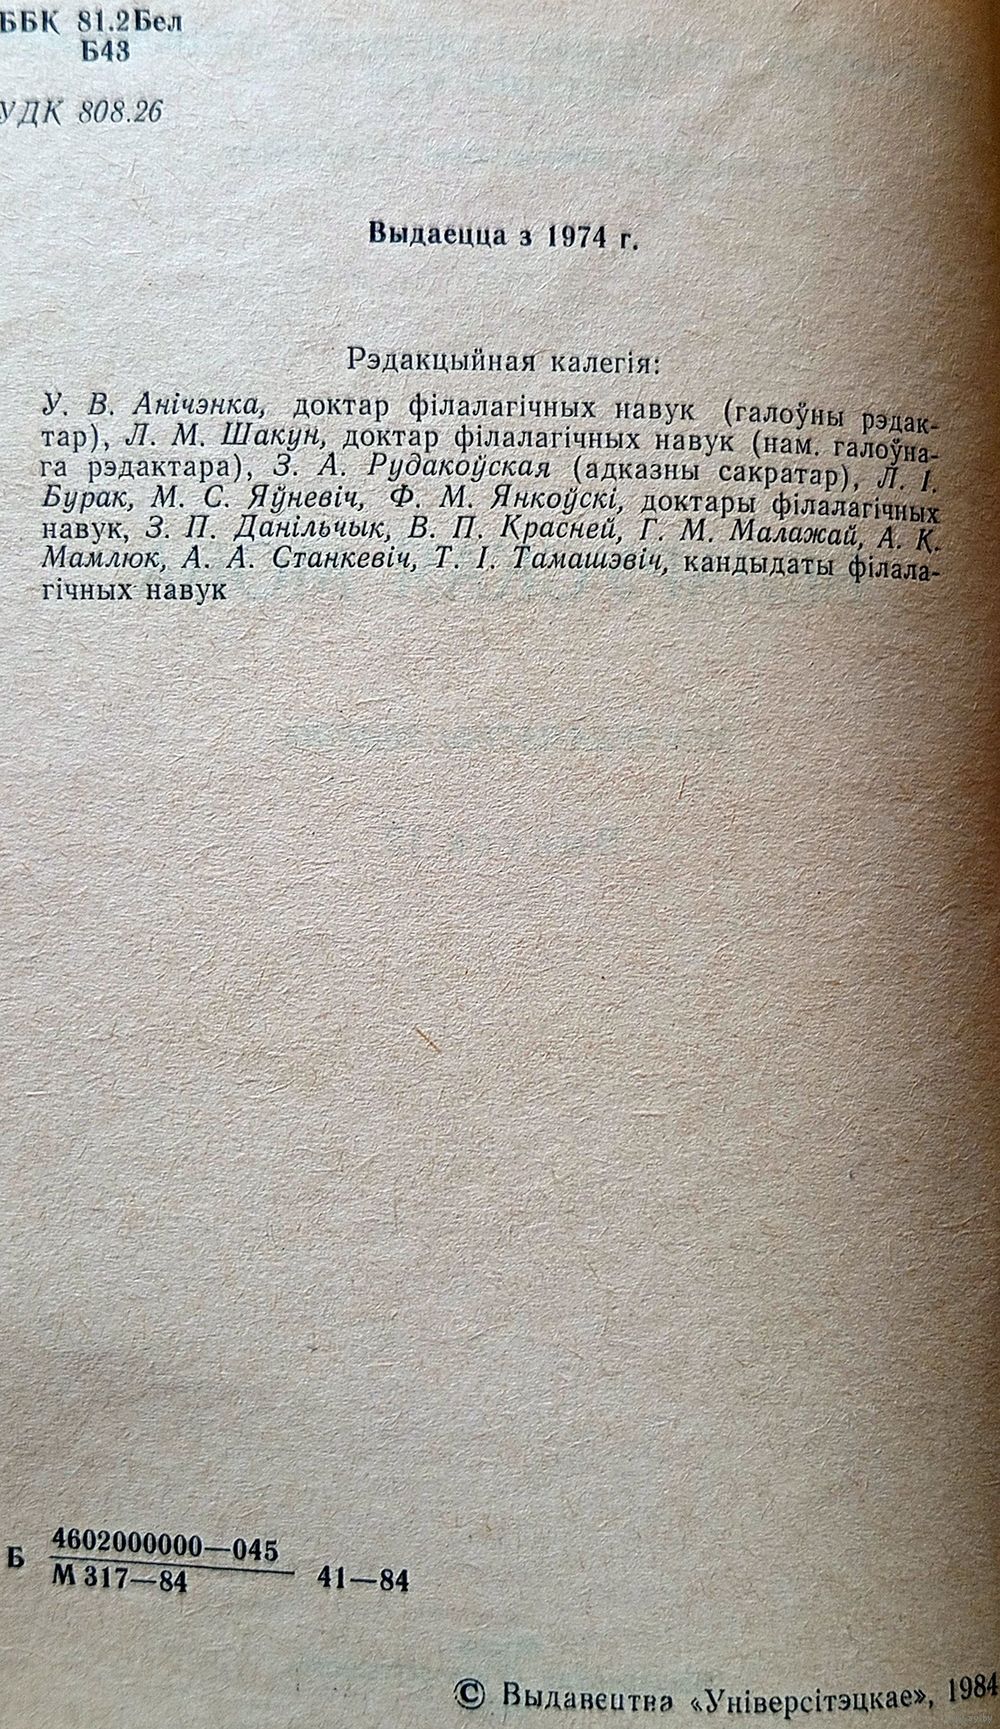 ББК 81.2Бел
Б43
УДК 808.26
Выдаецца з 1974 г.
Рэдакцыйная калегія:
У. В. Анічэнка, доктар філалагічных навук (галоўны рэдак-
тар), Л. М. Шакун, доктар філалагічных навук (нам. галоўна-
га рэдактара), З. А. Рудакоўская (адказны сакратар), Л. І.
Бурак, М. С. Яўневіч, Ф. М. Янкоўскі, доктары філалагічных
навук, З. П. Данільчык, В. П. Красней, Г. М. Малажай, А. К.
Мамлюк, А. А. Станкевіч, Т. І. Тамашэвіч, кандыдаты філала-
гічных навук
Б 4602000000—045
М 317—84 41—84
© Выдавецтва «Універсітэцкае», 1984